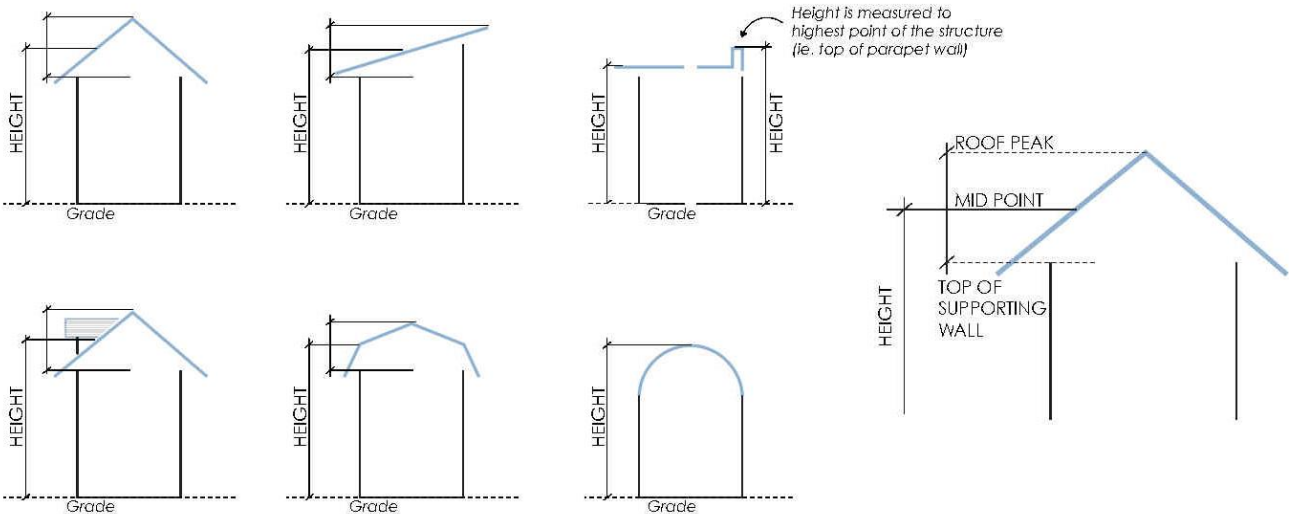 HEIGHT
Grade
HEIGHT
Grade
Height is measured to
highest point of the structure
(ie. top of parapet wall)
HEIGHT
HEIGHT
Grade
ROOF PEAK
MID POINT
TOP OF
SUPPORTING
WALL
HEIGHT
HEIGHT
Grade
HEIGHT
Grade
HEIGHT
Grade